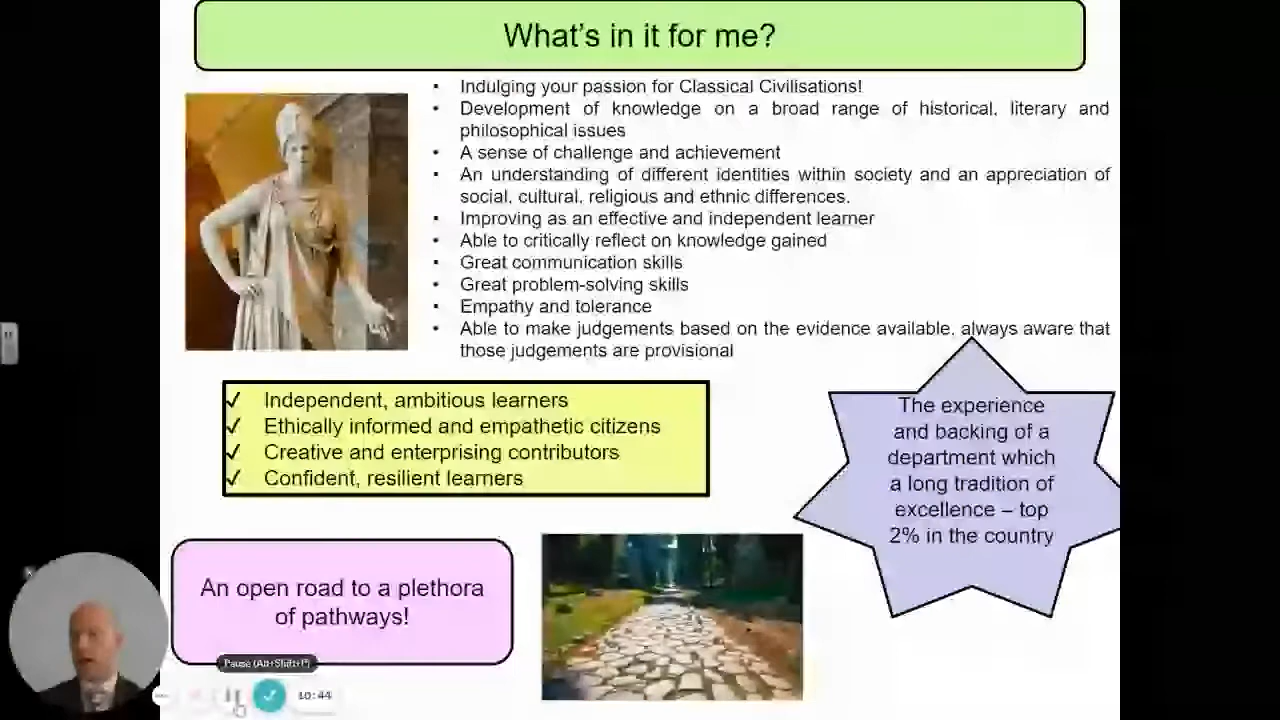 What's in it for me?
• Indulging your passion for Classical Civilisations!
• Development of knowledge on a broad range of historical, literary and
philosophical issues
• A sense of challenge and achievement
• An understanding of different identities within society and an appreciation of
social, cultural, religious and ethnic differences.
• Improving as an effective and independent learner
• Able to critically reflect on knowledge gained
• Great communication skills
• Great problem-solving skills
• Empathy and tolerance
• Able to make judgements based on the evidence available, always aware that
those judgements are provisional
✓ Independent, ambitious learners
✓ Ethically informed and empathetic citizens
✓ Creative and enterprising contributors
✓ Confident, resilient learners
The experience
and backing of a
department which
a long tradition of
excellence – top
2% in the country
An open road to a plethora
of pathways!
Pause (Alt+Shift+P)
10:44